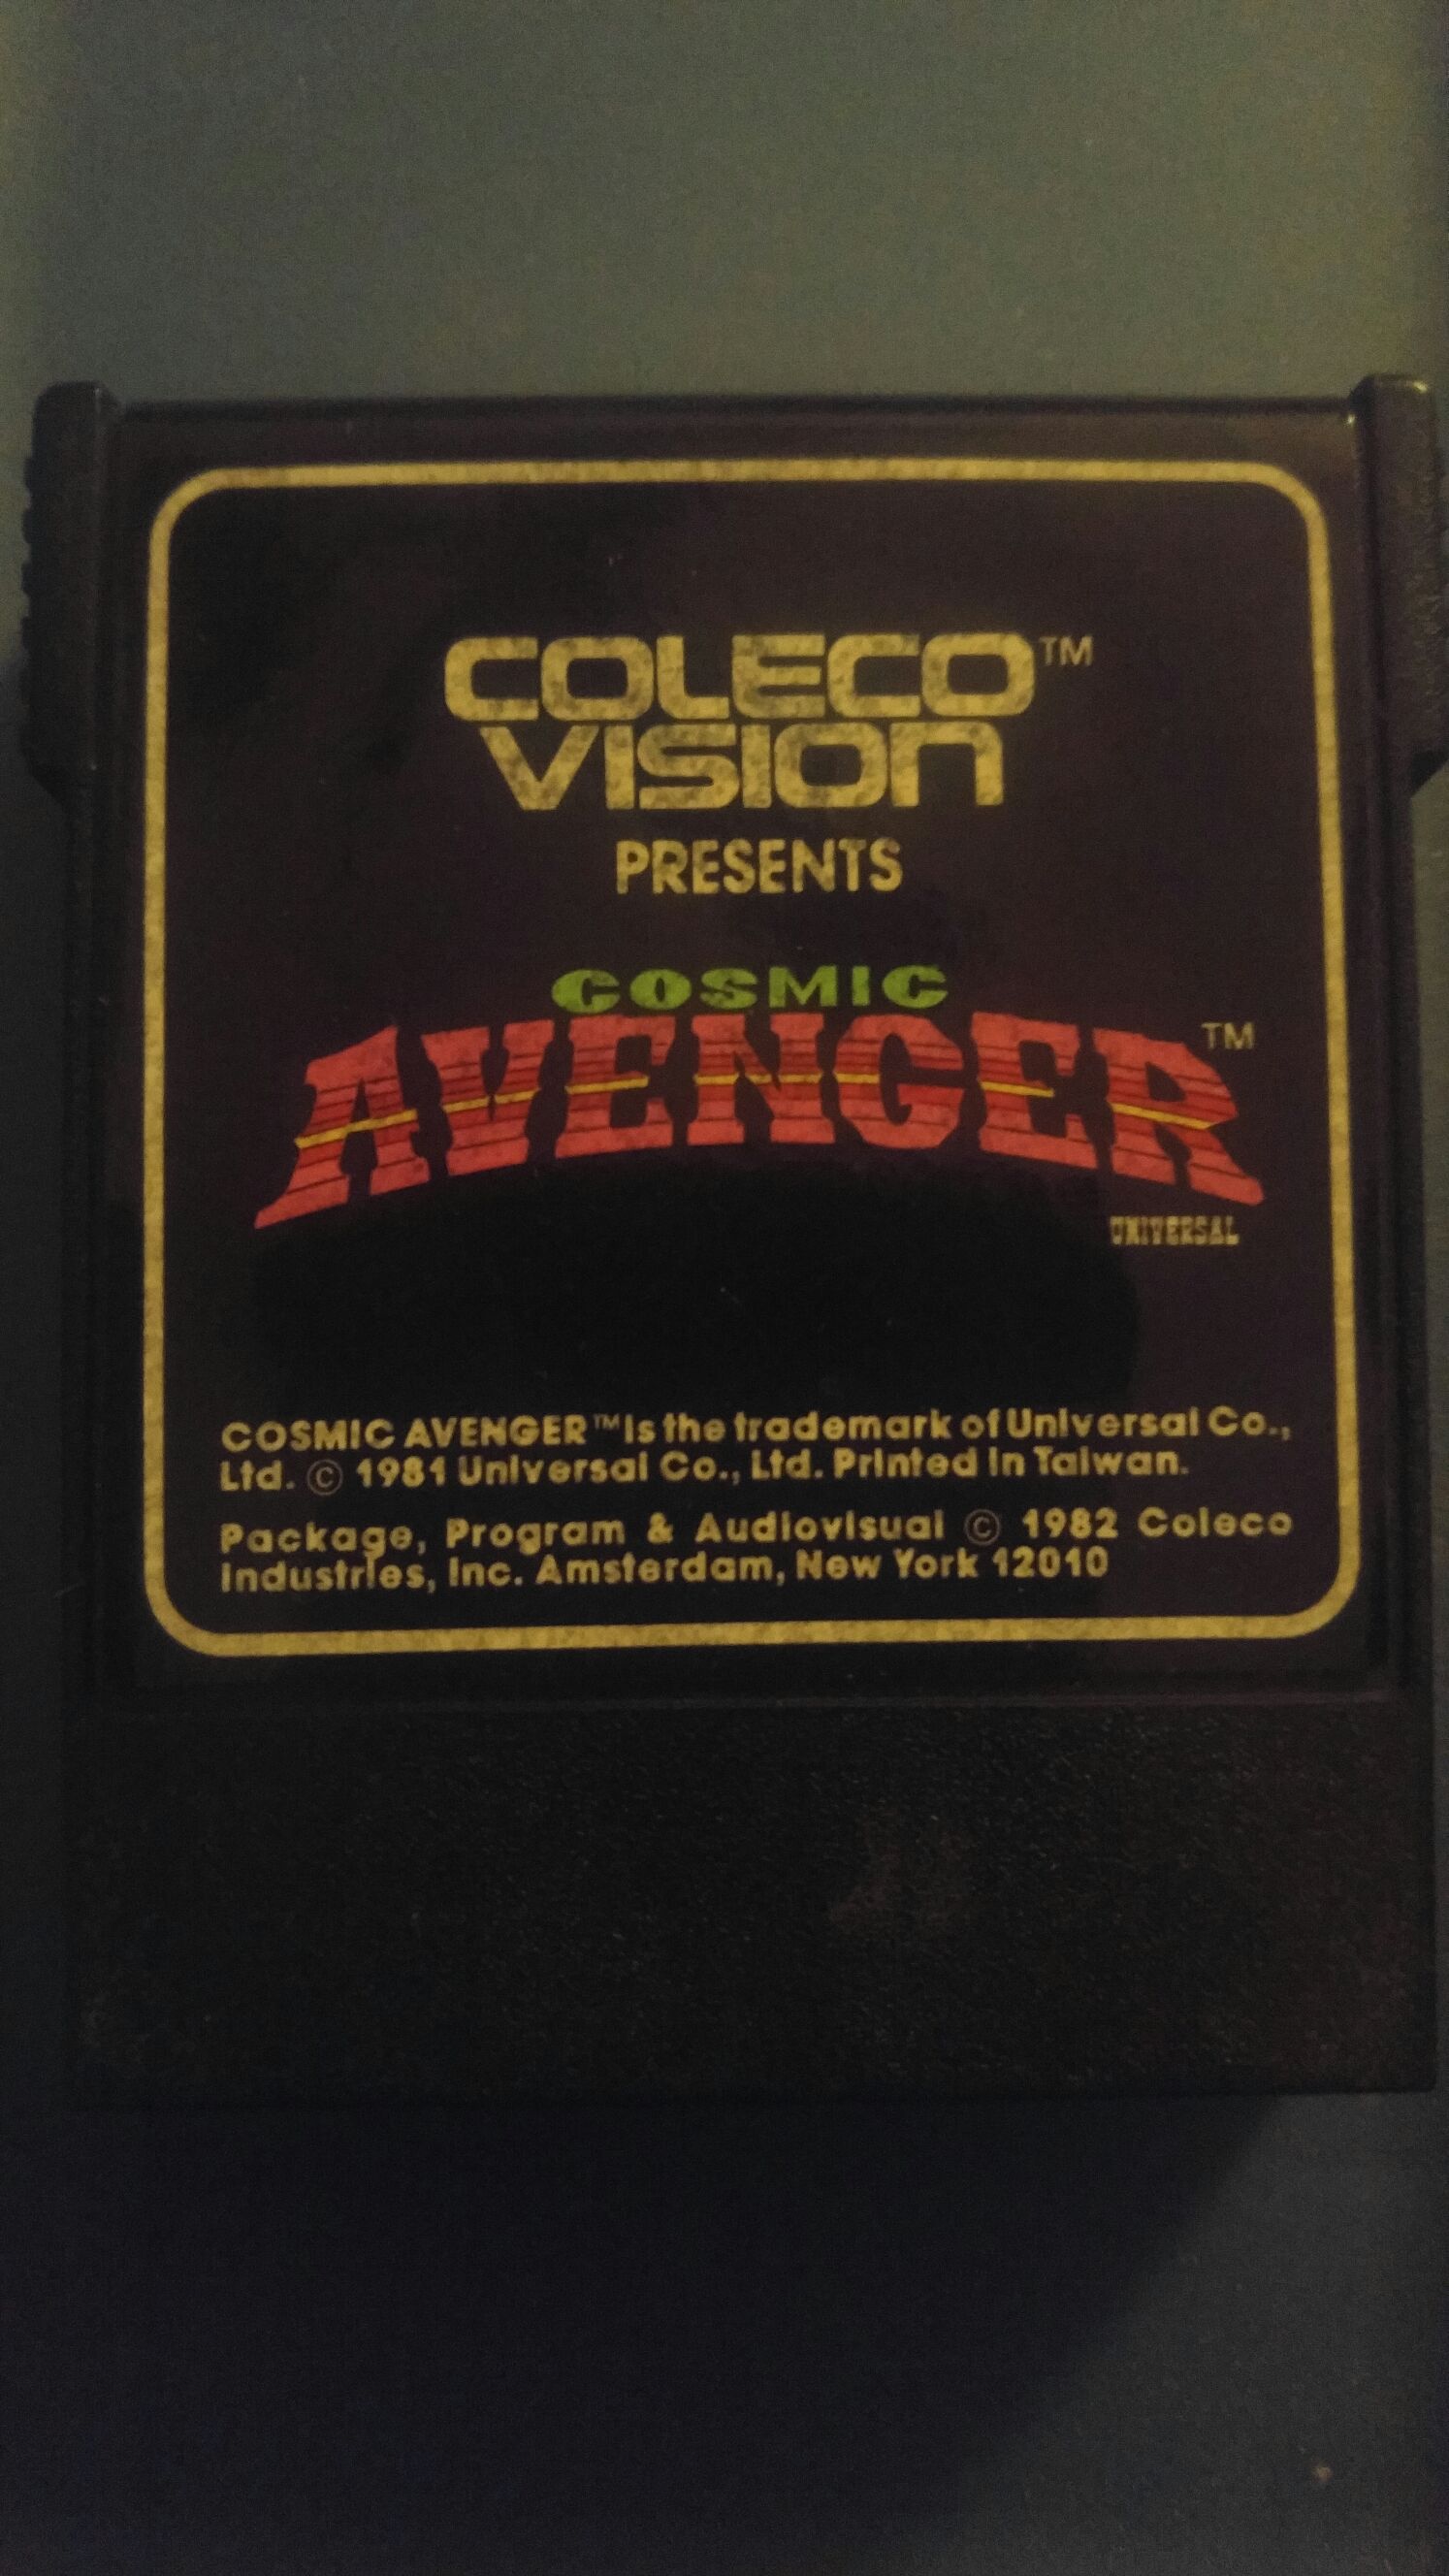 COLECO™
VISION
PRESENTS
COSMIC
AVENGER™
UNIVERSAL
COSMIC AVENGER™ is the trademark of Universal Co.,
Ltd. © 1981 Universal Co., Ltd. Printed in Taiwan.
Package, Program & Audiovisual © 1982 Coleco
Industries, Inc. Amsterdam, New York 12010